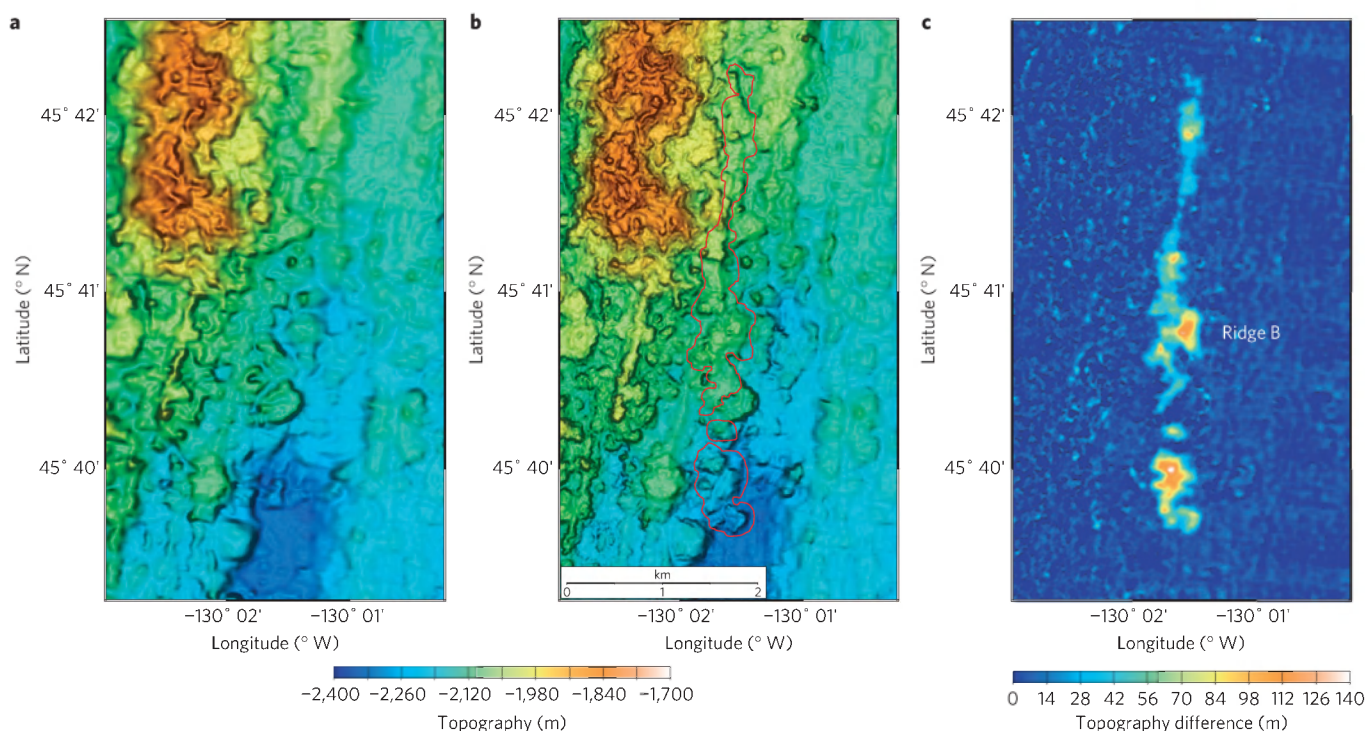 a
b
c
45° 42'
45° 41'
45° 40'
Latitude (° N)
−130° 02'
−130° 01'
Longitude (° W)
45° 42'
45° 41'
45° 40'
Latitude (° N)
km
0
1
2
−130° 02'
−130° 01'
Longitude (° W)
45° 42'
45° 41'
45° 40'
Latitude (° N)
Ridge B
−130° 02'
−130° 01'
Longitude (° W)
−2,400 −2,260 −2,120 −1,980 −1,840 −1,700
Topography (m)
0 14 28 42 56 70 84 98 112 126 140
Topography difference (m)